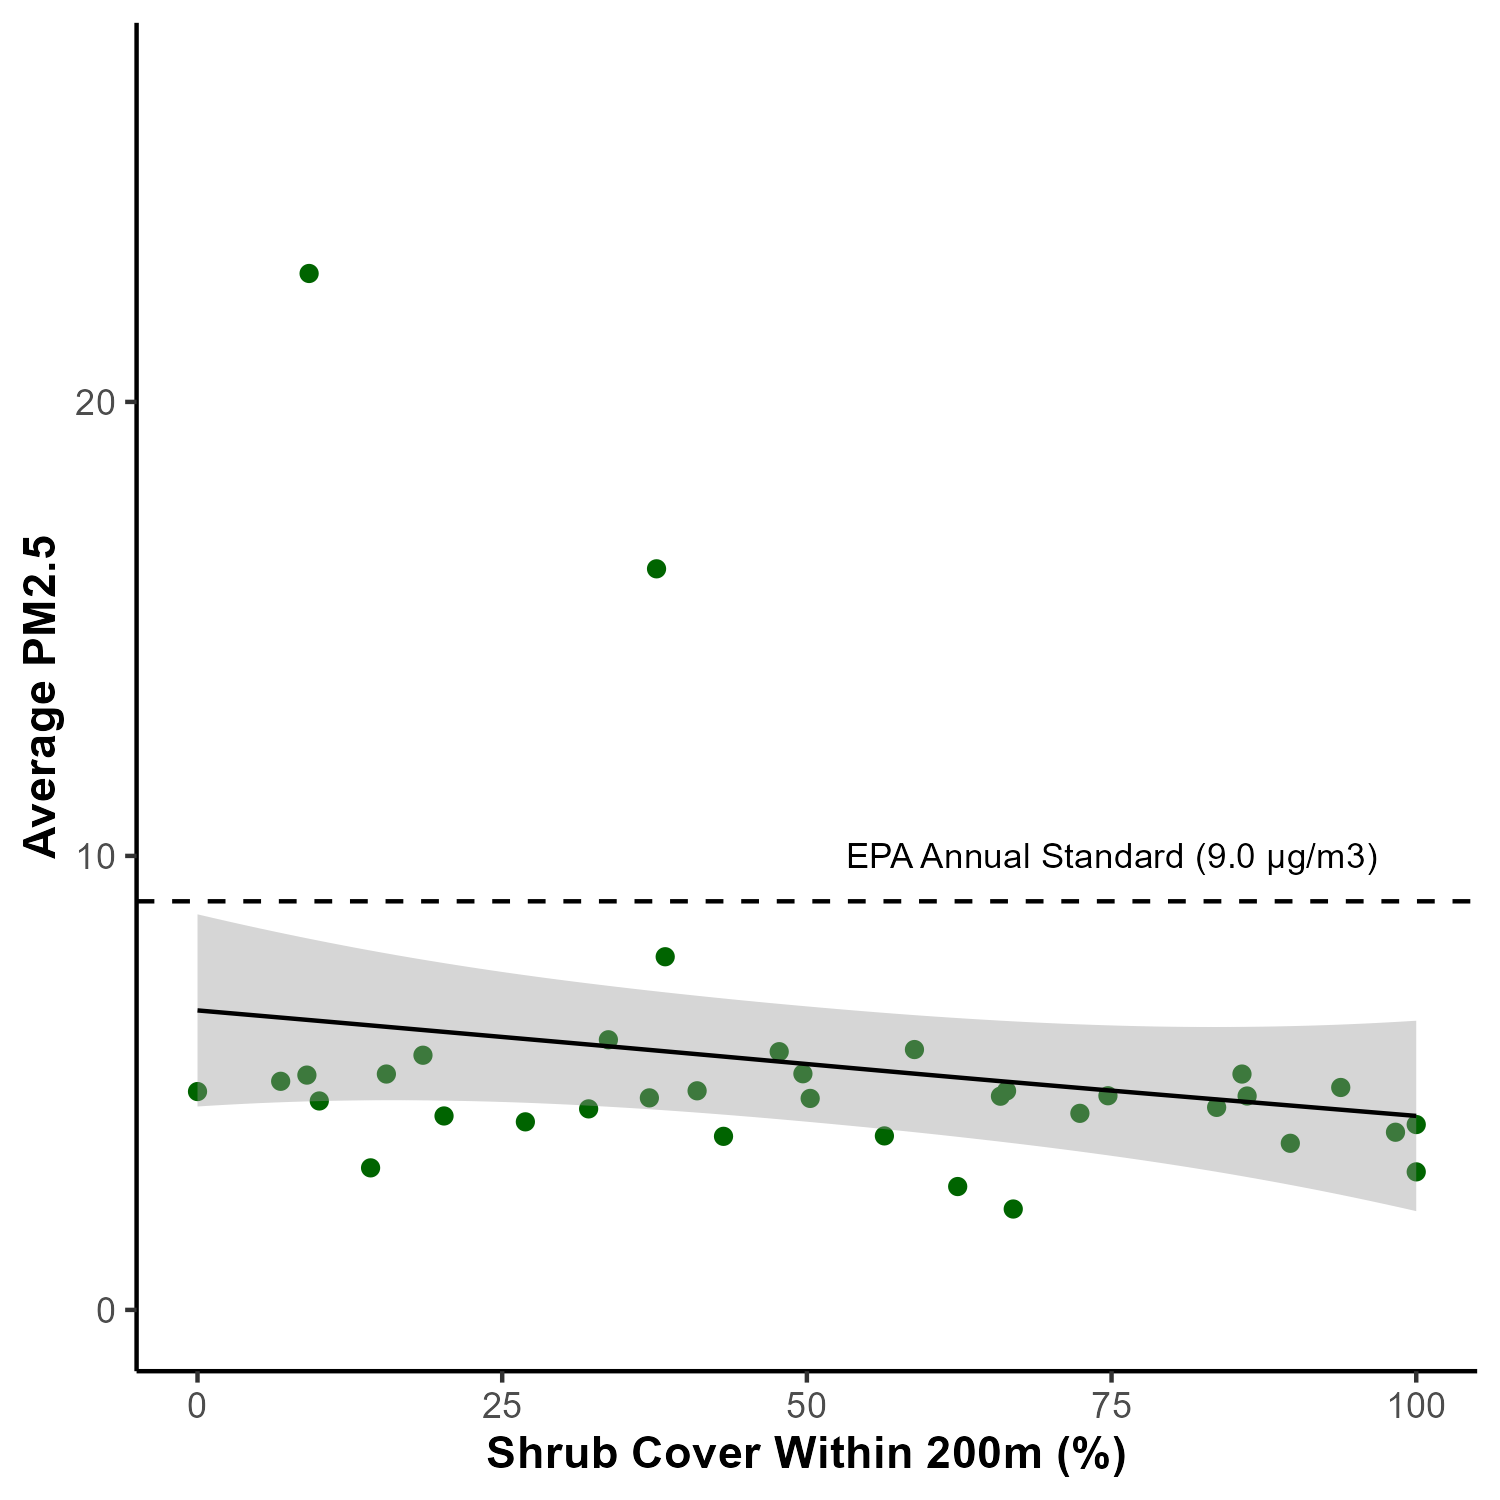 Average PM2.5
20
10
0
EPA Annual Standard (9.0 µg/m3)
0 25 50 75 100
Shrub Cover Within 200m (%)